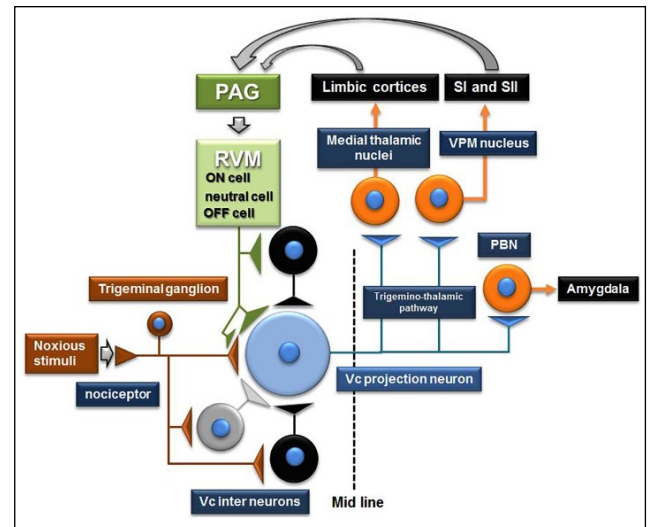 PAG
Limbic cortices
SI and SII
RVM
ON cell
neutral cell
OFF cell
Medial thalamic
nuclei
VPM nucleus
PBN
Trigeminal ganglion
Trigemino-thalamic
pathway
Amygdala
Noxious
stimuli
nociceptor
Vc projection neuron
Vc inter neurons
Mid line